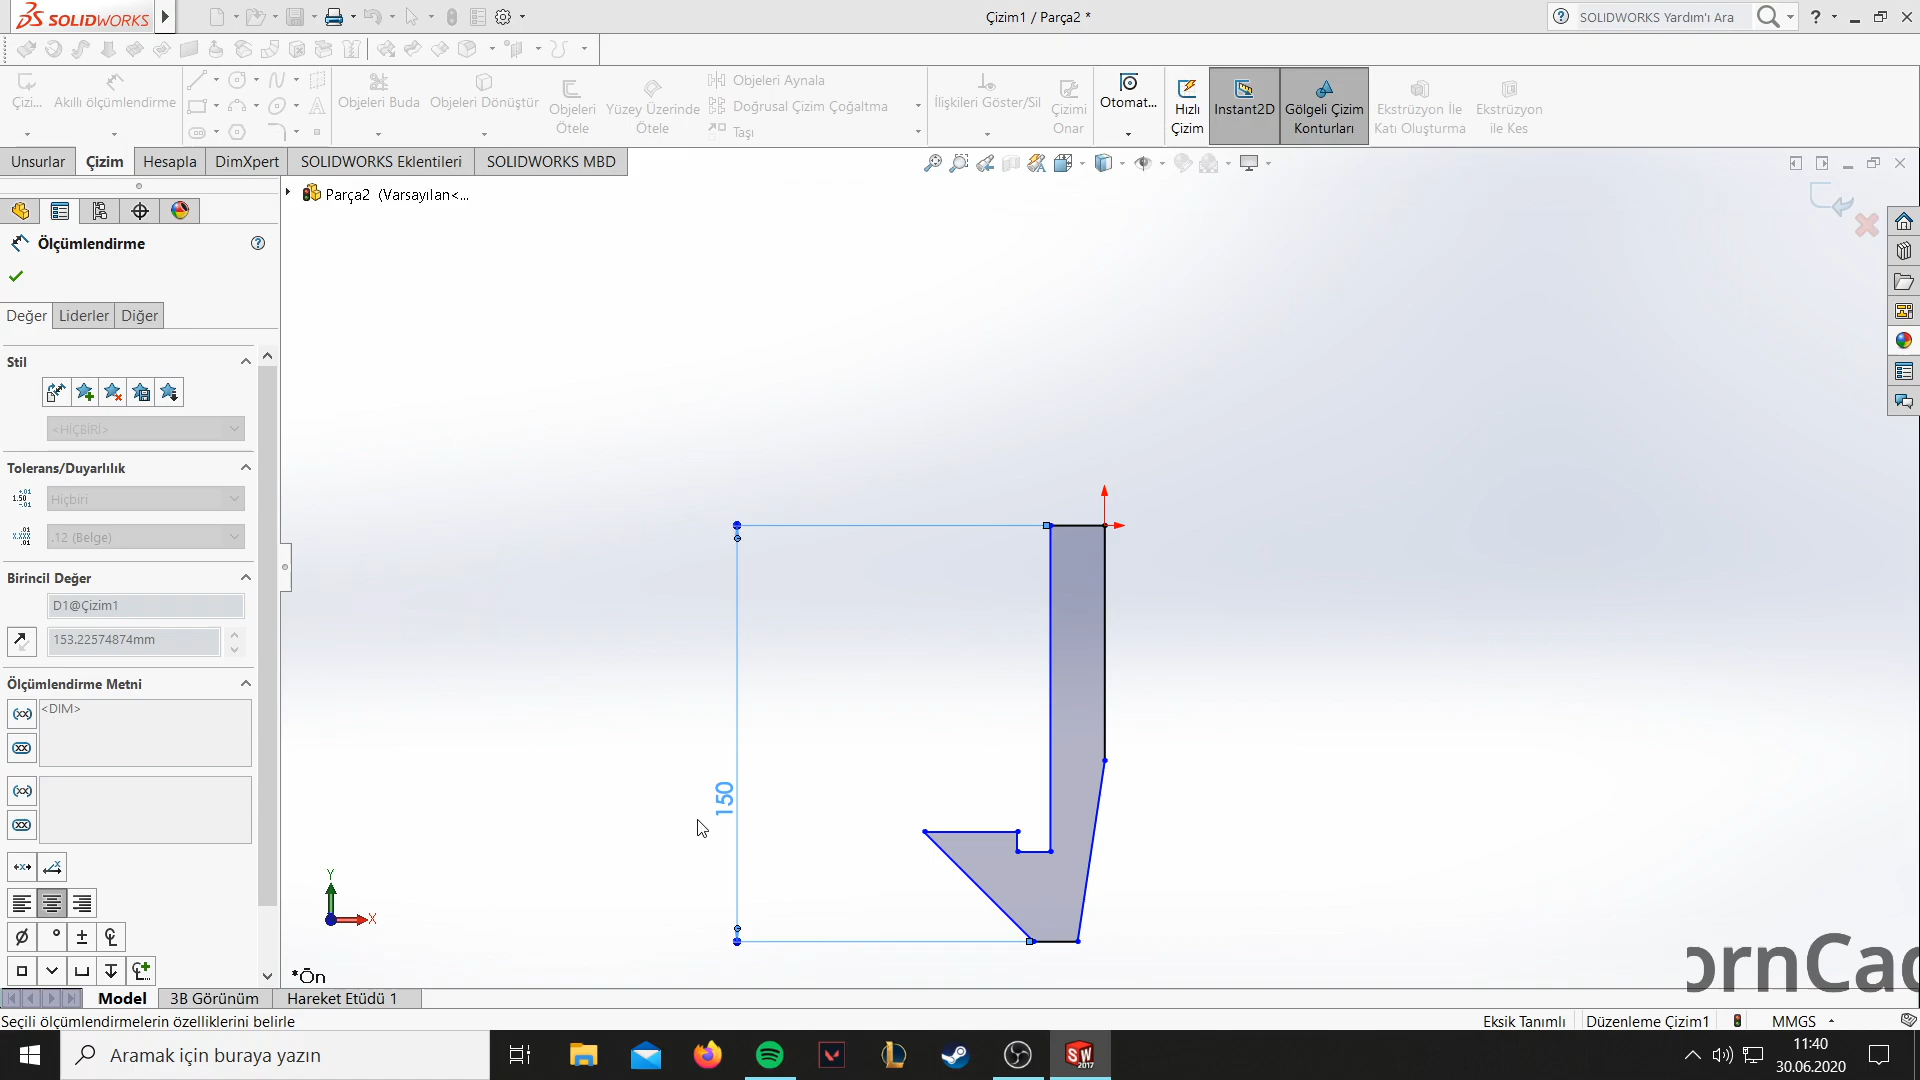 SOLIDWORKS
Çizim1 / Parça2 *
SOLIDWORKS Yardım'ı Ara
?
Çizi...
Akıllı ölçümlendirme
Objeleri Buda
Objeleri Dönüştür
Objeleri
Ötele
Yüzey Üzerinde
Ötele
Objeleri Aynala
Doğrusal Çizim Çoğaltma
Taşı
İlişkileri Göster/Sil
Çizimi
Onar
Otomat...
Hızlı
Çizim
Instant2D
Gölgeli Çizim
Konturları
Ekstrüzyon İle
Katı Oluşturma
Ekstrüzyon
ile Kes
Unsurlar
Çizim
Hesapla
DimXpert
SOLIDWORKS Eklentileri
SOLIDWORKS MBD
Parça2 (Varsayılan<...
Ölçümlendirme
Değer
Liderler
Diğer
Stil
<HİÇBİRİ>
Tolerans/Duyarlılık
Hiçbiri
.12 (Belge)
Birincil Değer
D1@Çizim1
153.22574874mm
Ölçümlendirme Metni
<DIM>
150
Y
X
*Ön
ornCad
Model
3B Görünüm
Hareket Etüdü 1
Seçili ölçümlendirmelerin özelliklerini belirle
Eksik Tanımlı
Düzenleme Çizim1
MMGS
Aramak için buraya yazın
SW
2017
11:40
30.06.2020